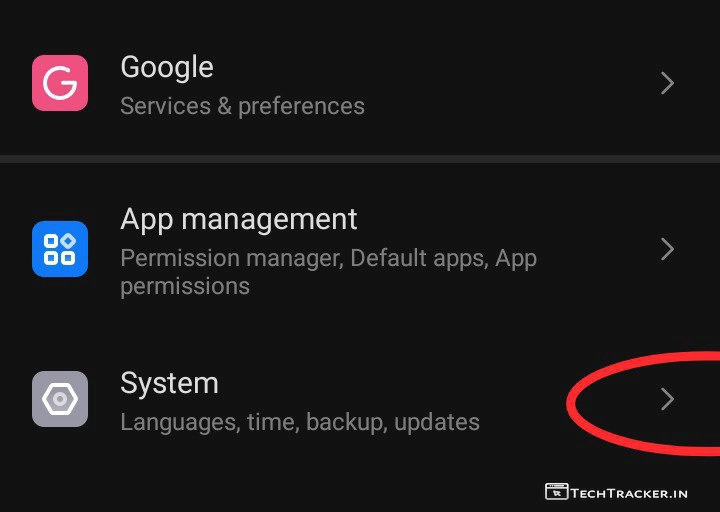 Google
Services & preferences
App management
Permission manager, Default apps, App
permissions
System
Languages, time, backup, updates
TECHTRACKER.IN